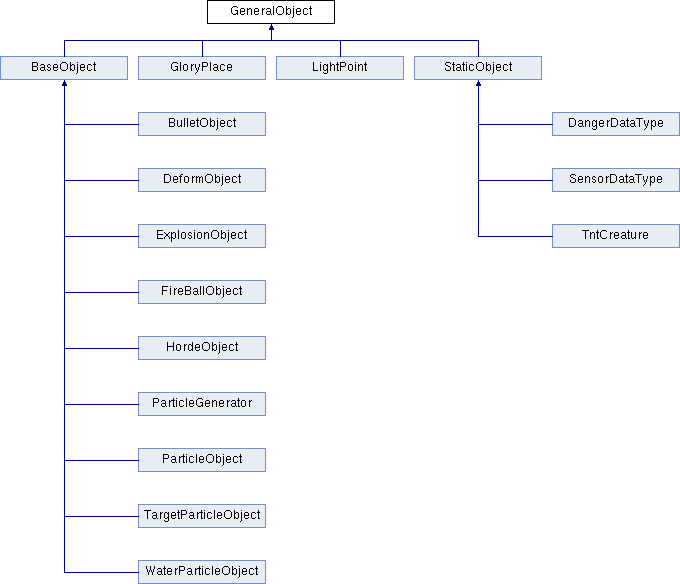 GeneralObject
BaseObject
GloryPlace
LightPoint
StaticObject
BulletObject
DangerDataType
DeformObject
SensorDataType
ExplosionObject
TntCreature
FireBallObject
HordeObject
ParticleGenerator
ParticleObject
TargetParticleObject
WaterParticleObject